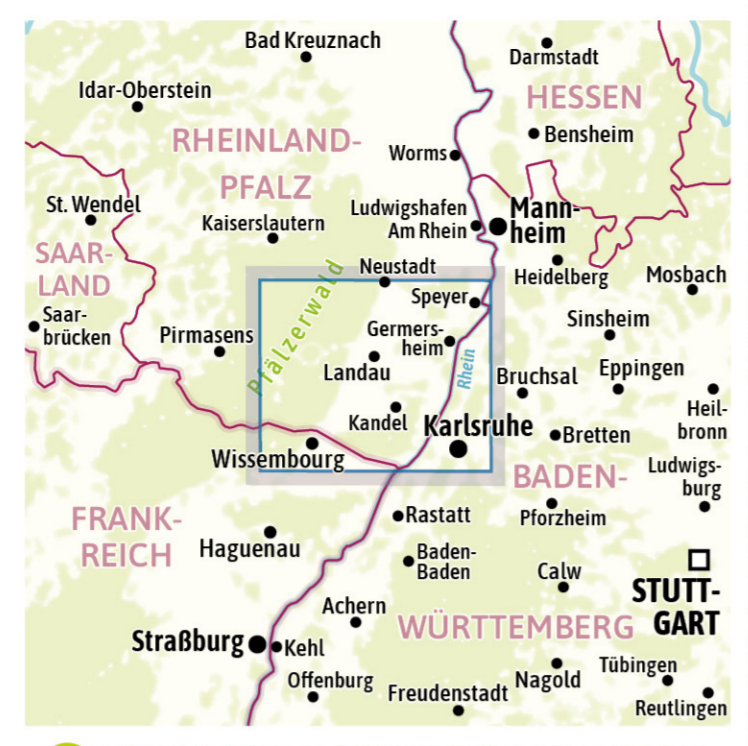 Bad Kreuznach
Darmstadt
Idar-Oberstein
HESSEN
RHEINLAND-
PFALZ
Bensheim
Worms
St. Wendel
Kaiserslautern
Ludwigshafen
Am Rhein
Mann-
heim
SAAR-
LAND
Neustadt
Heidelberg
Mosbach
Saar-
brücken
Pirmasens
Pfälzerwald
Speyer
Germers-
heim
Sinsheim
Landau
Rhein
Bruchsal
Eppingen
Kandel
Karlsruhe
Heil-
bronn
Bretten
Wissembourg
BADEN-
Ludwigs-
burg
FRANK-
REICH
Haguenau
Rastatt
Pforzheim
Baden-
Baden
Calw
STUTT-
GART
Achern
WÜRTTEMBERG
Straßburg
Kehl
Offenburg
Freudenstadt
Nagold
Tübingen
Reutlingen